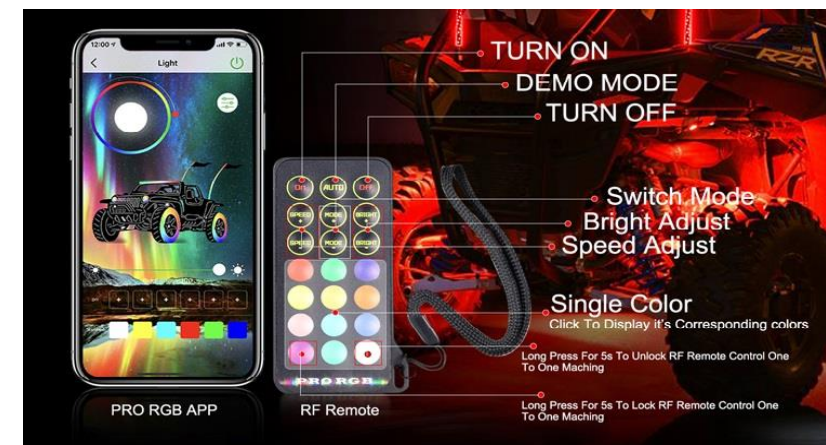 12:00
Light
TURN ON
DEMO MODE
TURN OFF
On AUTO OFF
SPEED + MODE + BRIGHT +
SPEED - MODE - BRIGHT -
Switch Mode
Bright Adjust
Speed Adjust
Single Color
Click To Display it's Corresponding colors
Long Press For 5s To Unlock RF Remote Control One
To One Maching
Long Press For 5s To Lock RF Remote Control One
To One Maching
PRO RGB
PRO RGB APP
RF Remote
RZR